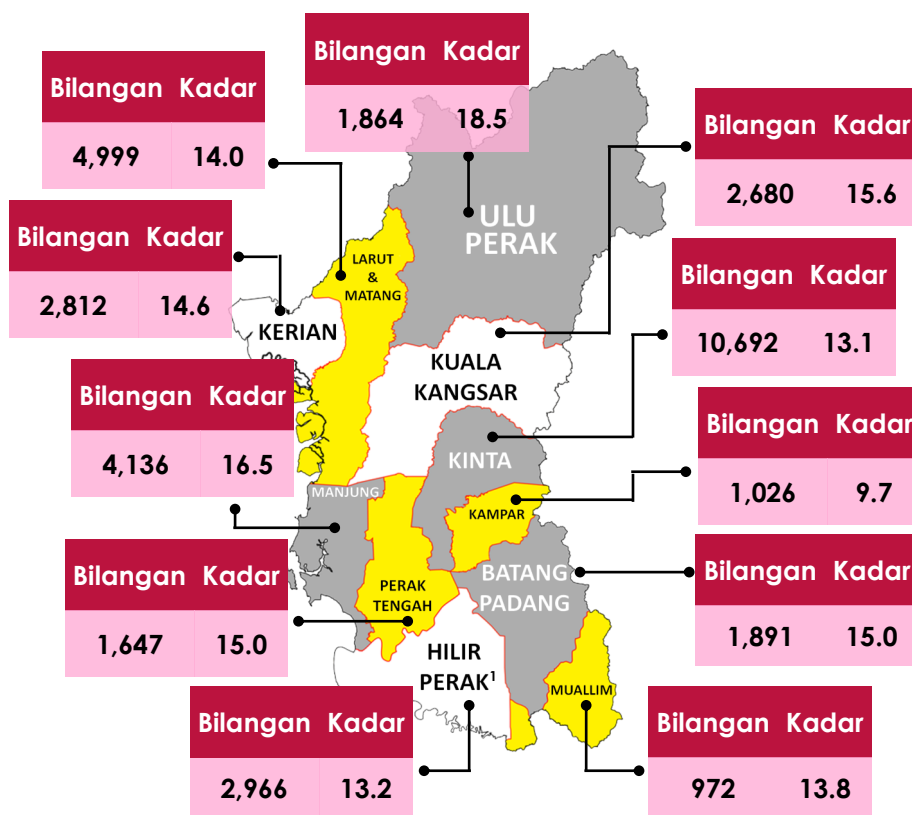 Bilangan Kadar
1,864 18.5
Bilangan Kadar
4,999 14.0
Bilangan Kadar
2,680 15.6
Bilangan Kadar
2,812 14.6
Bilangan Kadar
10,692 13.1
Bilangan Kadar
4,136 16.5
Bilangan Kadar
1,026 9.7
Bilangan Kadar
1,647 15.0
Bilangan Kadar
1,891 15.0
Bilangan Kadar
2,966 13.2
Bilangan Kadar
972 13.8
ULU
PERAK
LARUT
&
MATANG
KERIAN
KUALA
KANGSAR
KINTA
MANJUNG
KAMPAR
PERAK
TENGAH
BATANG
PADANG
HILIR
PERAK¹
MUALLIM